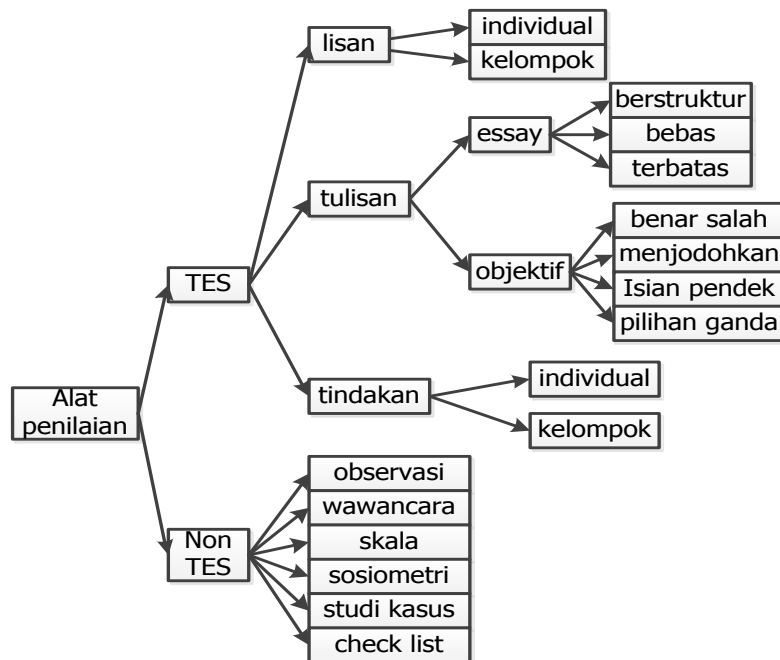 individual
lisan
kelompok
berstruktur
essay
bebas
terbatas
tulisan
benar salah
menjodohkan
objektif
Isian pendek
pilihan ganda
TES
individual
tindakan
kelompok
Alat
penilaian
observasi
wawancara
Non
TES
skala
sosiometri
studi kasus
check list